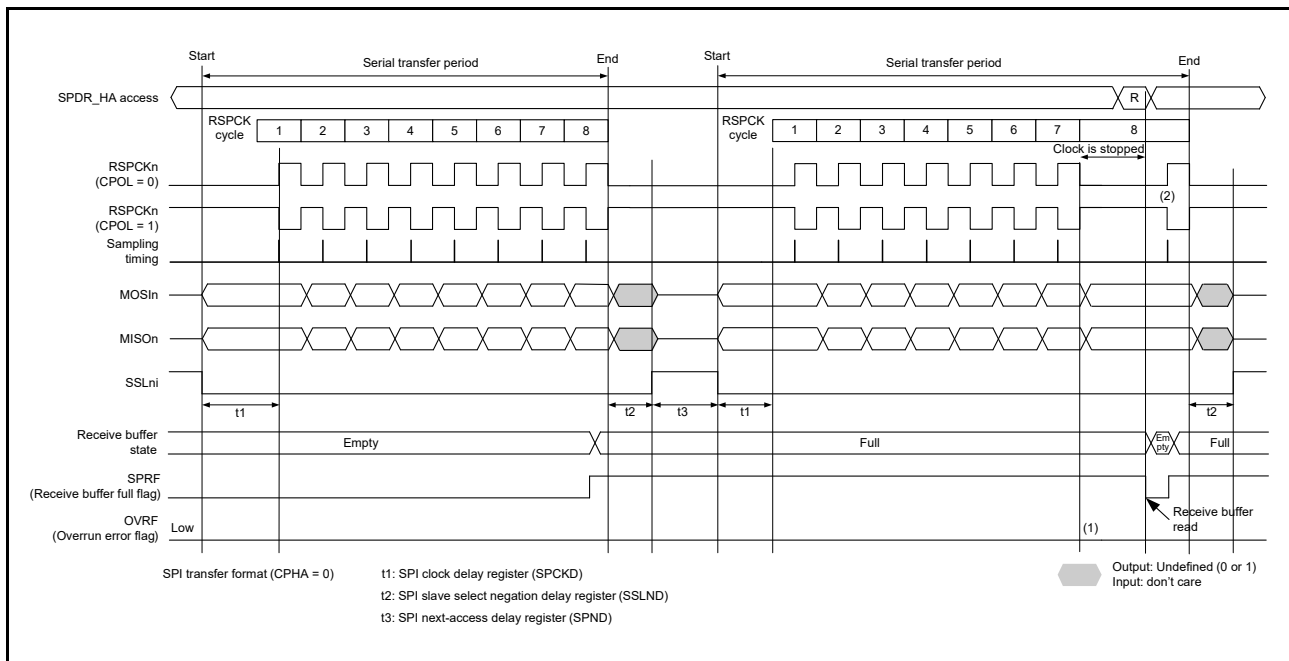 Start
End
Start
End
Serial transfer period
Serial transfer period
SPDR_HA access
R
RSPCK
cycle
1 2 3 4 5 6 7 8
RSPCK
cycle
1 2 3 4 5 6 7 8
Clock is stopped
RSPCKn
(CPOL = 0)
(2)
RSPCKn
(CPOL = 1)
Sampling
timing
MOSIn
MISOn
SSLni
t1
t2
t3
t1
t2
Receive buffer
state
Empty
Full
Em
pty
Full
SPRF
(Receive buffer full flag)
Receive buffer
read
OVRF
(Overrun error flag)
Low
(1)
SPI transfer format (CPHA = 0)
t1: SPI clock delay register (SPCKD)
t2: SPI slave select negation delay register (SSLND)
t3: SPI next-access delay register (SPND)
Output: Undefined (0 or 1)
Input: don't care